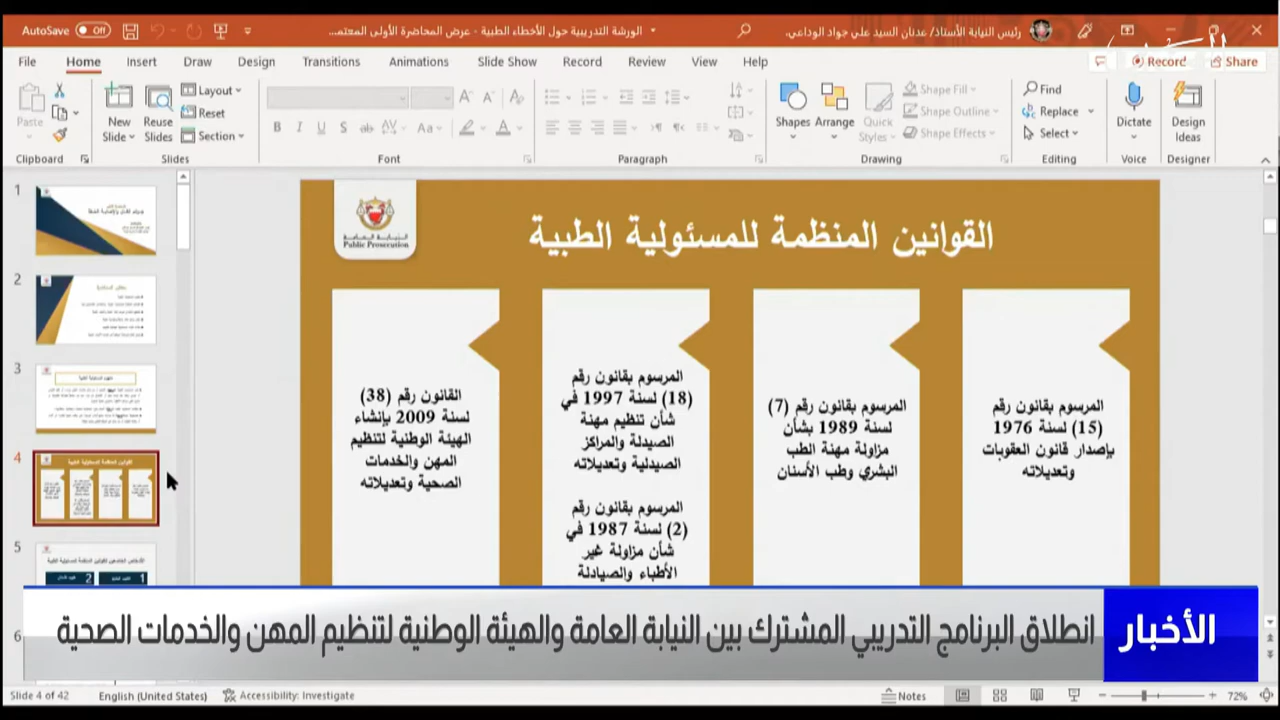 AutoSave Off
الورشة التدريبية حول الأخطاء الطبية - عرض المحاضرة الأولى المعتم...
رئيس النيابة الأستاذ/ عدنان السيد علي جواد الوداعي.
File Home Insert Draw Design Transitions Animations Slide Show Record Review View Help
Record Share
Paste
Clipboard
New Slide
Reuse Slides
Layout
Reset
Section
Slides
Font
Paragraph
Shapes
Arrange
Quick Styles
Shape Fill
Shape Outline
Shape Effects
Drawing
Find
Replace
Select
Editing
Dictate
Voice
Design Ideas
Designer
1
2
3
4
5
6
النيابة العامة
Public Prosecution
القوانين المنظمة للمسئولية الطبية
المرسوم بقانون رقم
(15) لسنة 1976
بإصدار قانون العقوبات
وتعديلاته
المرسوم بقانون رقم (7)
لسنة 1989 بشأن
مزاولة مهنة الطب
البشري وطب الأسنان
المرسوم بقانون رقم
(18) لسنة 1997 في
شأن تنظيم مهنة
الصيدلة والمراكز
الصيدلية وتعديلاته
المرسوم بقانون رقم
(2) لسنة 1987 في
شأن مزاولة غير
الأطباء والصيادلة
القانون رقم (38)
لسنة 2009 بإنشاء
الهيئة الوطنية لتنظيم
المهن والخدمات
الصحية وتعديلاته
الأخبار
انطلاق البرنامج التدريبي المشترك بين النيابة العامة والهيئة الوطنية لتنظيم المهن والخدمات الصحية
Slide 4 of 42 English (United States) Accessibility: Investigate
Notes 72%